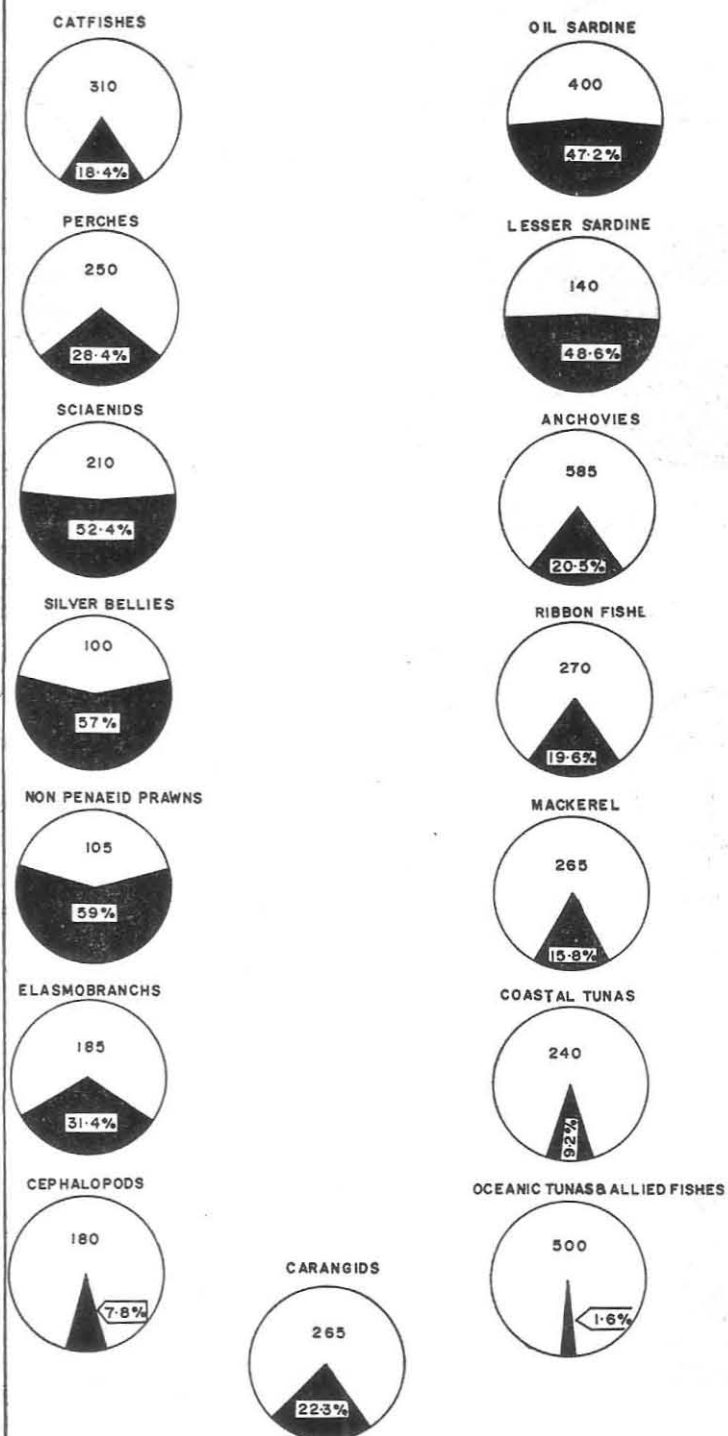 CATFISHES
310
18.4%
PERCHES
250
28.4%
SCIAENIDS
210
52.4%
SILVER BELLIES
100
57%
NON PENAEID PRAWNS
105
59%
ELASMOBRANCHS
185
31.4%
CEPHALOPODS
180
7.8%
CARANGIDS
265
22.3%
OIL SARDINE
400
47.2%
LESSER SARDINE
140
48.6%
ANCHOVIES
585
20.5%
RIBBON FISHE
270
19.6%
MACKEREL
265
15.8%
COASTAL TUNAS
240
9.2%
OCEANIC TUNAS & ALLIED FISHES
500
1.6%